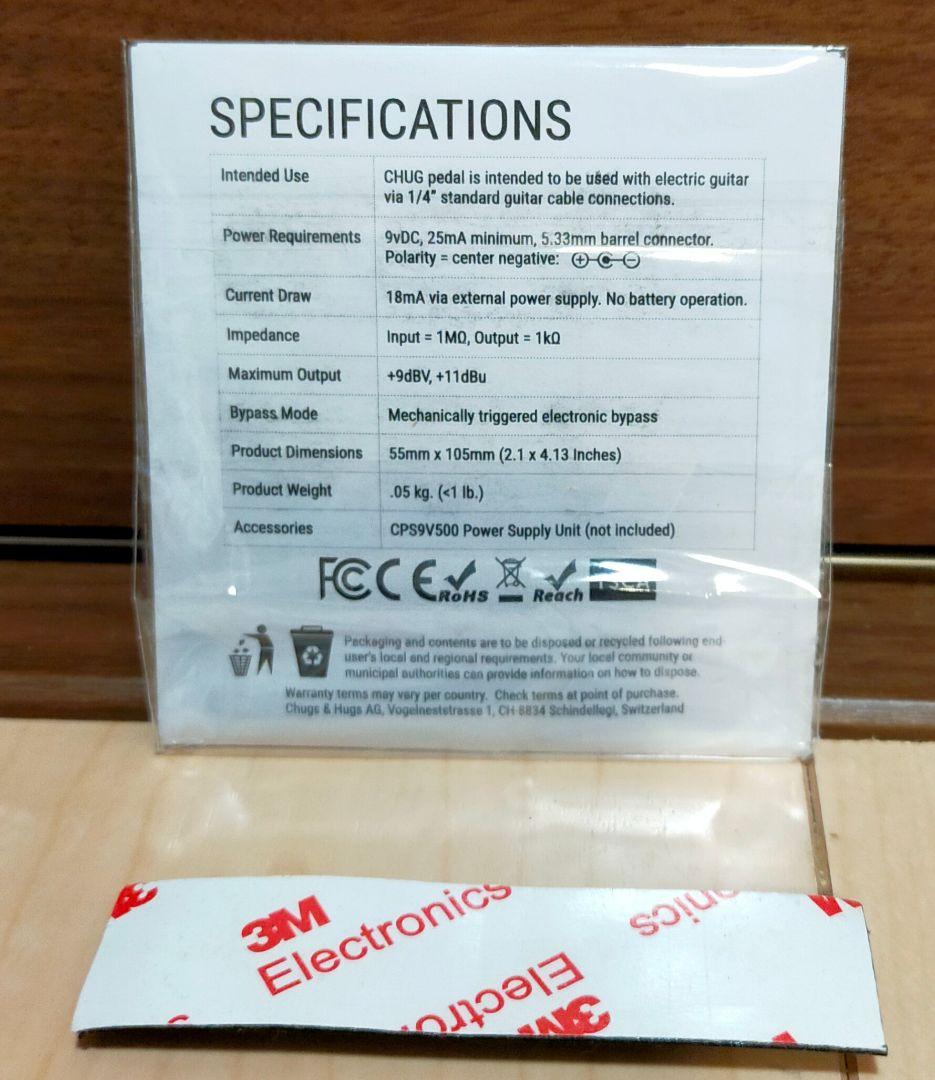 SPECIFICATIONS
Intended Use
CHUG pedal is intended to be used with electric guitar
via 1/4" standard guitar cable connections.
Power Requirements
9vDC, 25mA minimum, 5.33mm barrel connector.
Polarity = center negative:
Current Draw
18mA via external power supply. No battery operation.
Impedance
Input = 1MΩ, Output = 1kΩ
Maximum Output
+9dBV, +11dBu
Bypass Mode
Mechanically triggered electronic bypass
Product Dimensions
55mm x 105mm (2.1 x 4.13 Inches)
Product Weight
.05 kg. (<1 lb.)
Accessories
CPS9V500 Power Supply Unit (not included)
FC CE RoHS Reach TSCA
Packaging and contents are to be disposed or recycled following end-
user's local and regional requirements. Your local community or
municipal authorities can provide information on how to dispose.
Warranty terms may vary per country. Check terms at point of purchase.
Chugs & Hugs AG, Vogelneststrasse 1, CH-8834 Schindellegi, Switzerland
3M
Electronics
3M
Electro
nics